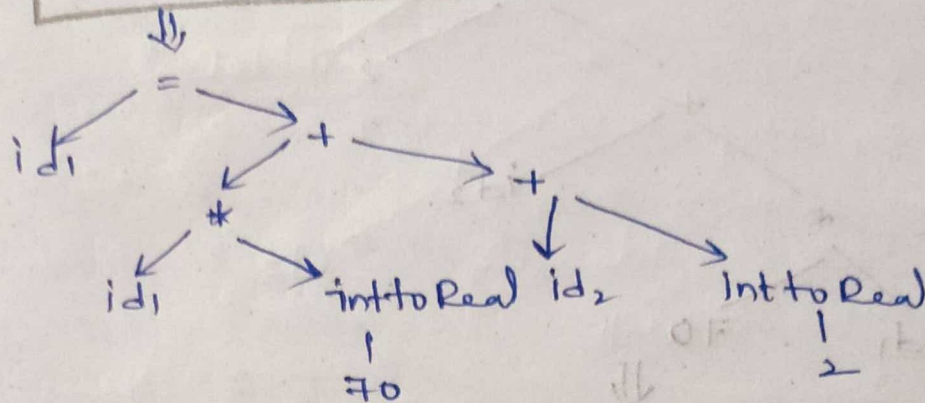 =
id₁ +
* +
id₁ inttoReal id₂ inttoReal
70 2